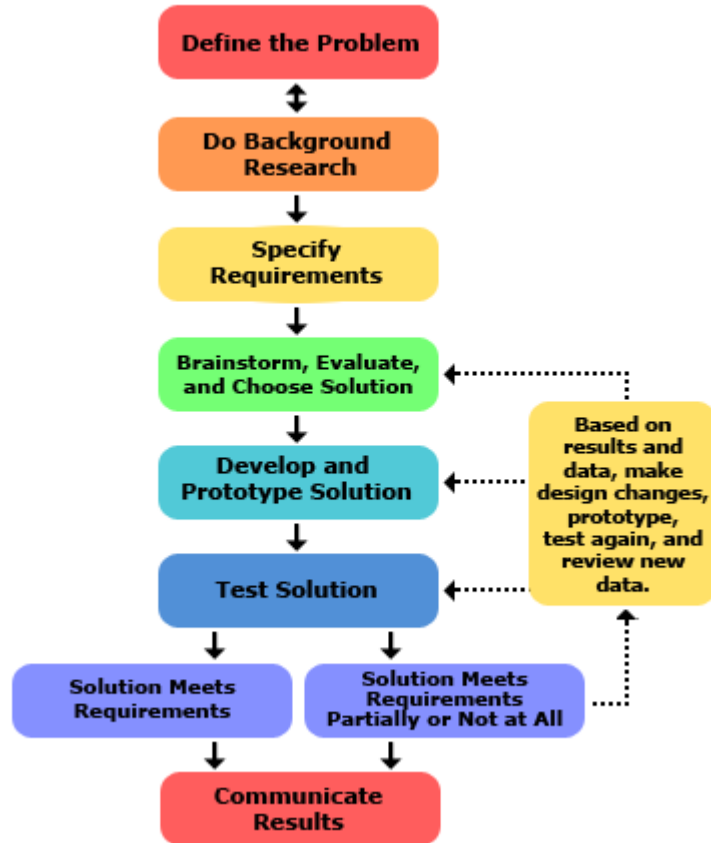 Define the Problem
Do Background
Research
Specify
Requirements
Brainstorm, Evaluate,
and Choose Solution
Develop and
Prototype Solution
Based on
results and
data, make
design changes,
prototype,
test again, and
review new
data.
Test Solution
Solution Meets
Requirements
Solution Meets
Requirements
Partially or Not at All
Communicate
Results